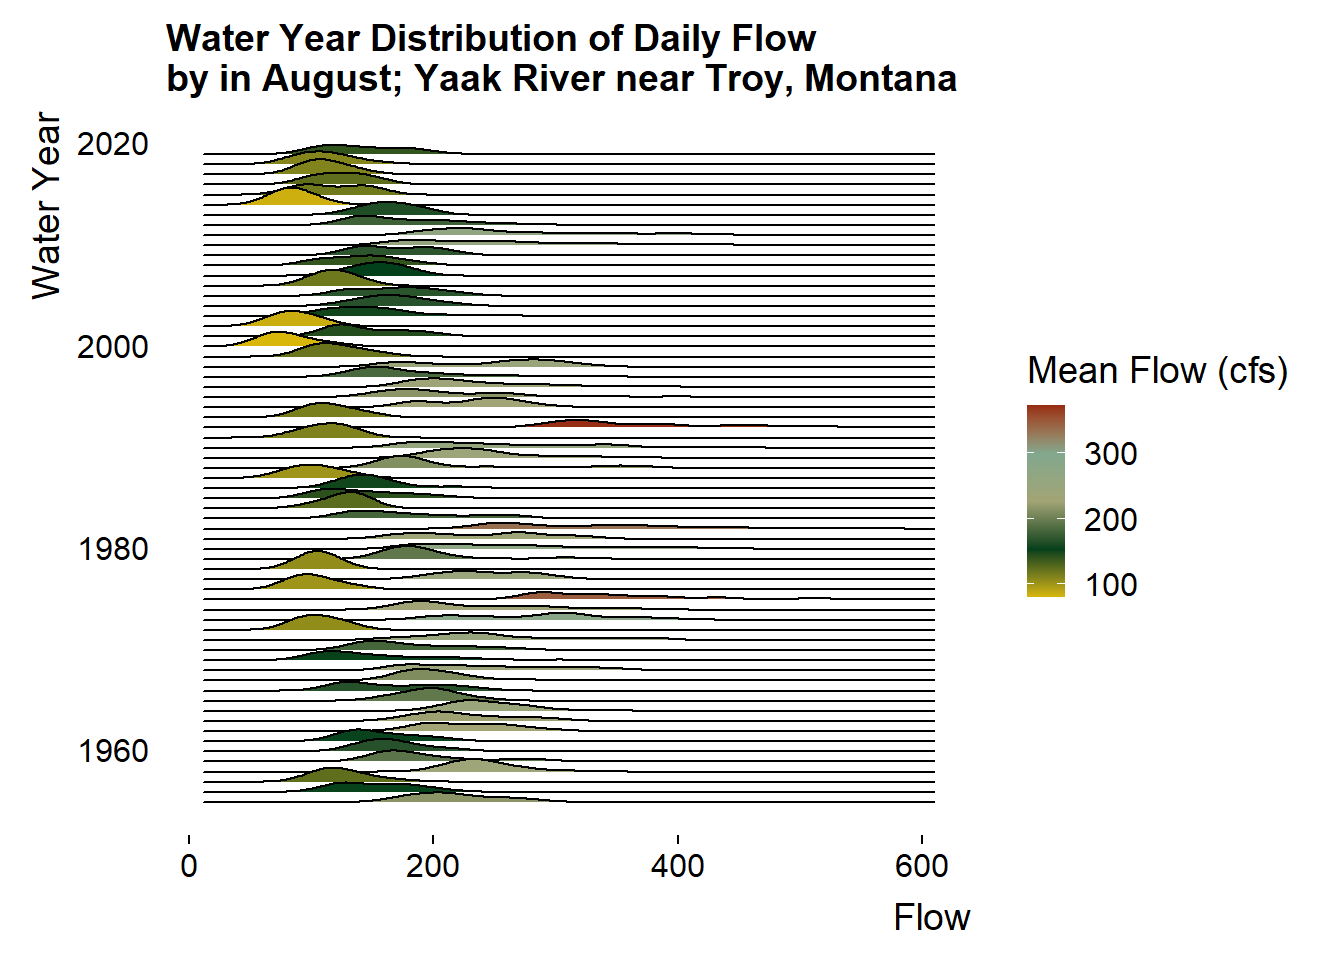 Water Year Distribution of Daily Flow
by in August; Yaak River near Troy, Montana
Water Year
2020
2000
1980
1960
0 200 400 600
Flow
Mean Flow (cfs)
300
200
100